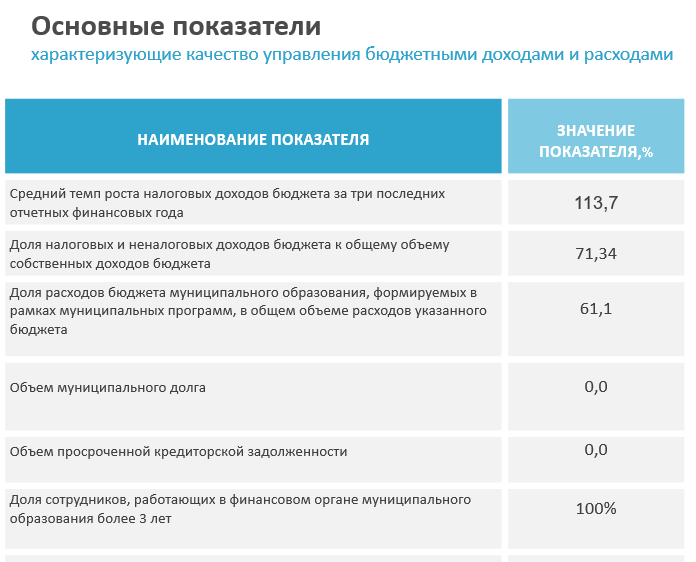 Основные показатели
характеризующие качество управления бюджетными доходами и расходами
НАИМЕНОВАНИЕ ПОКАЗАТЕЛЯ
ЗНАЧЕНИЕ
ПОКАЗАТЕЛЯ,%
Средний темп роста налоговых доходов бюджета за три последних
отчетных финансовых года
113,7
Доля налоговых и неналоговых доходов бюджета к общему объему
собственных доходов бюджета
71,34
Доля расходов бюджета муниципального образования, формируемых в
рамках муниципальных программ, в общем объеме расходов указанного
бюджета
61,1
Объем муниципального долга
0,0
Объем просроченной кредиторской задолженности
0,0
Доля сотрудников, работающих в финансовом органе муниципального
образования более 3 лет
100%